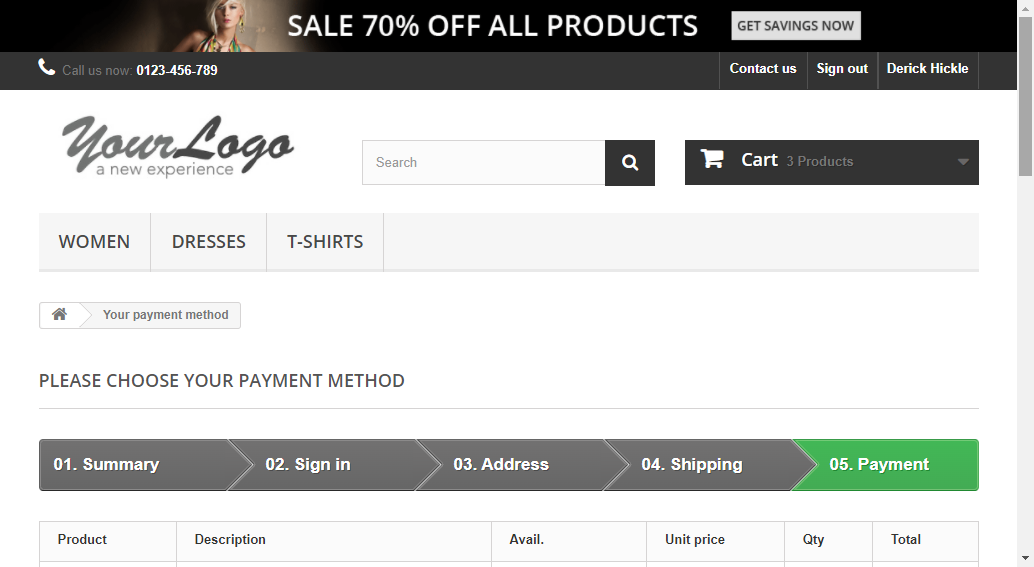 SALE 70% OFF ALL PRODUCTS GET SAVINGS NOW
Call us now: 0123-456-789 Contact us Sign out Derick Hickle
YourLogo
a new experience
Search
Cart 3 Products
WOMEN DRESSES T-SHIRTS
Your payment method
PLEASE CHOOSE YOUR PAYMENT METHOD
01. Summary 02. Sign in 03. Address 04. Shipping 05. Payment
Product Description Avail. Unit price Qty Total